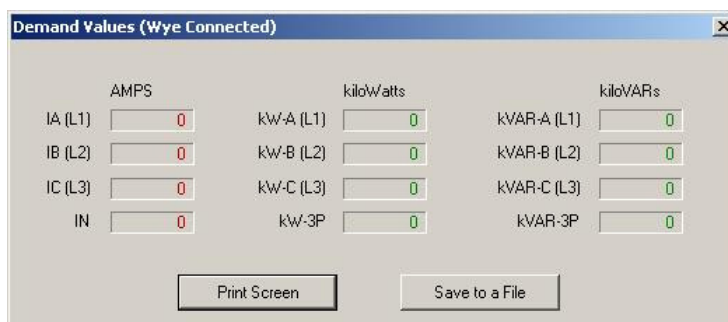 Demand Values (Wye Connected)
AMPS kiloWatts kiloVARs
IA (L1) 0 kW-A (L1) 0 kVAR-A (L1) 0
IB (L2) 0 kW-B (L2) 0 kVAR-B (L2) 0
IC (L3) 0 kW-C (L3) 0 kVAR-C (L3) 0
IN 0 kW-3P 0 kVAR-3P 0
Print Screen Save to a File